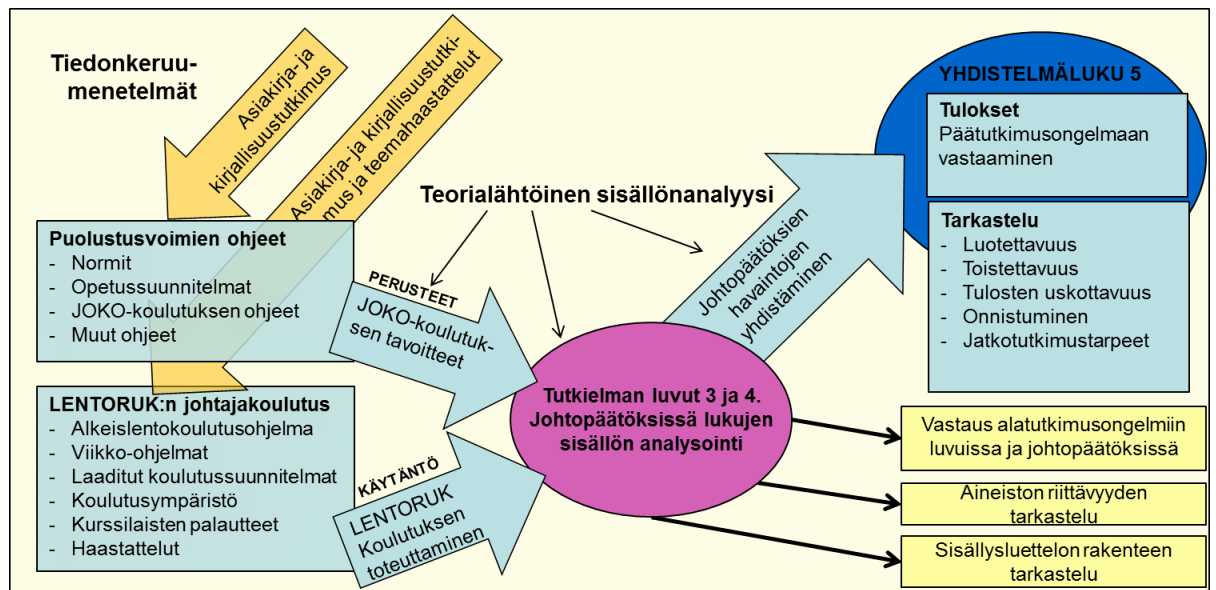 Tiedonkeruu-
menetelmät
Asiakirja- ja
kirjallisuustutkimus
Asiakirja- ja kirjallisuustutki-
mus ja teemahaastattelut
Puolustusvoimien ohjeet
- Normit
- Opetussuunnitelmat
- JOKO-koulutuksen ohjeet
- Muut ohjeet
LENTORUK:n johtajakoulutus
- Alkeislentokoulutusohjelma
- Viikko-ohjelmat
- Laaditut koulutussuunnitelmat
- Koulutusympäristö
- Kurssilaisten palautteet
- Haastattelut
Teorialähtöinen sisällönanalyysi
PERUSTEET
JOKO-koulutuk-
sen tavoitteet
KÄYTÄNTÖ
LENTORUK
Koulutuksen
toteuttaminen
Tutkielman luvut 3 ja 4.
Johtopäätöksissä lukujen
sisällön analysointi
Johtopäätöksien
havaintojen
yhdistäminen
YHDISTELMÄLUKU 5
Tulokset
Päätutkimusongelmaan
vastaaminen
Tarkastelu
- Luotettavuus
- Toistettavuus
- Tulosten uskottavuus
- Onnistuminen
- Jatkotutkimustarpeet
Vastaus alatutkimusongelmiin
luvuissa ja johtopäätöksissä
Aineiston riittävyyden
tarkastelu
Sisällysluettelon rakenteen
tarkastelu